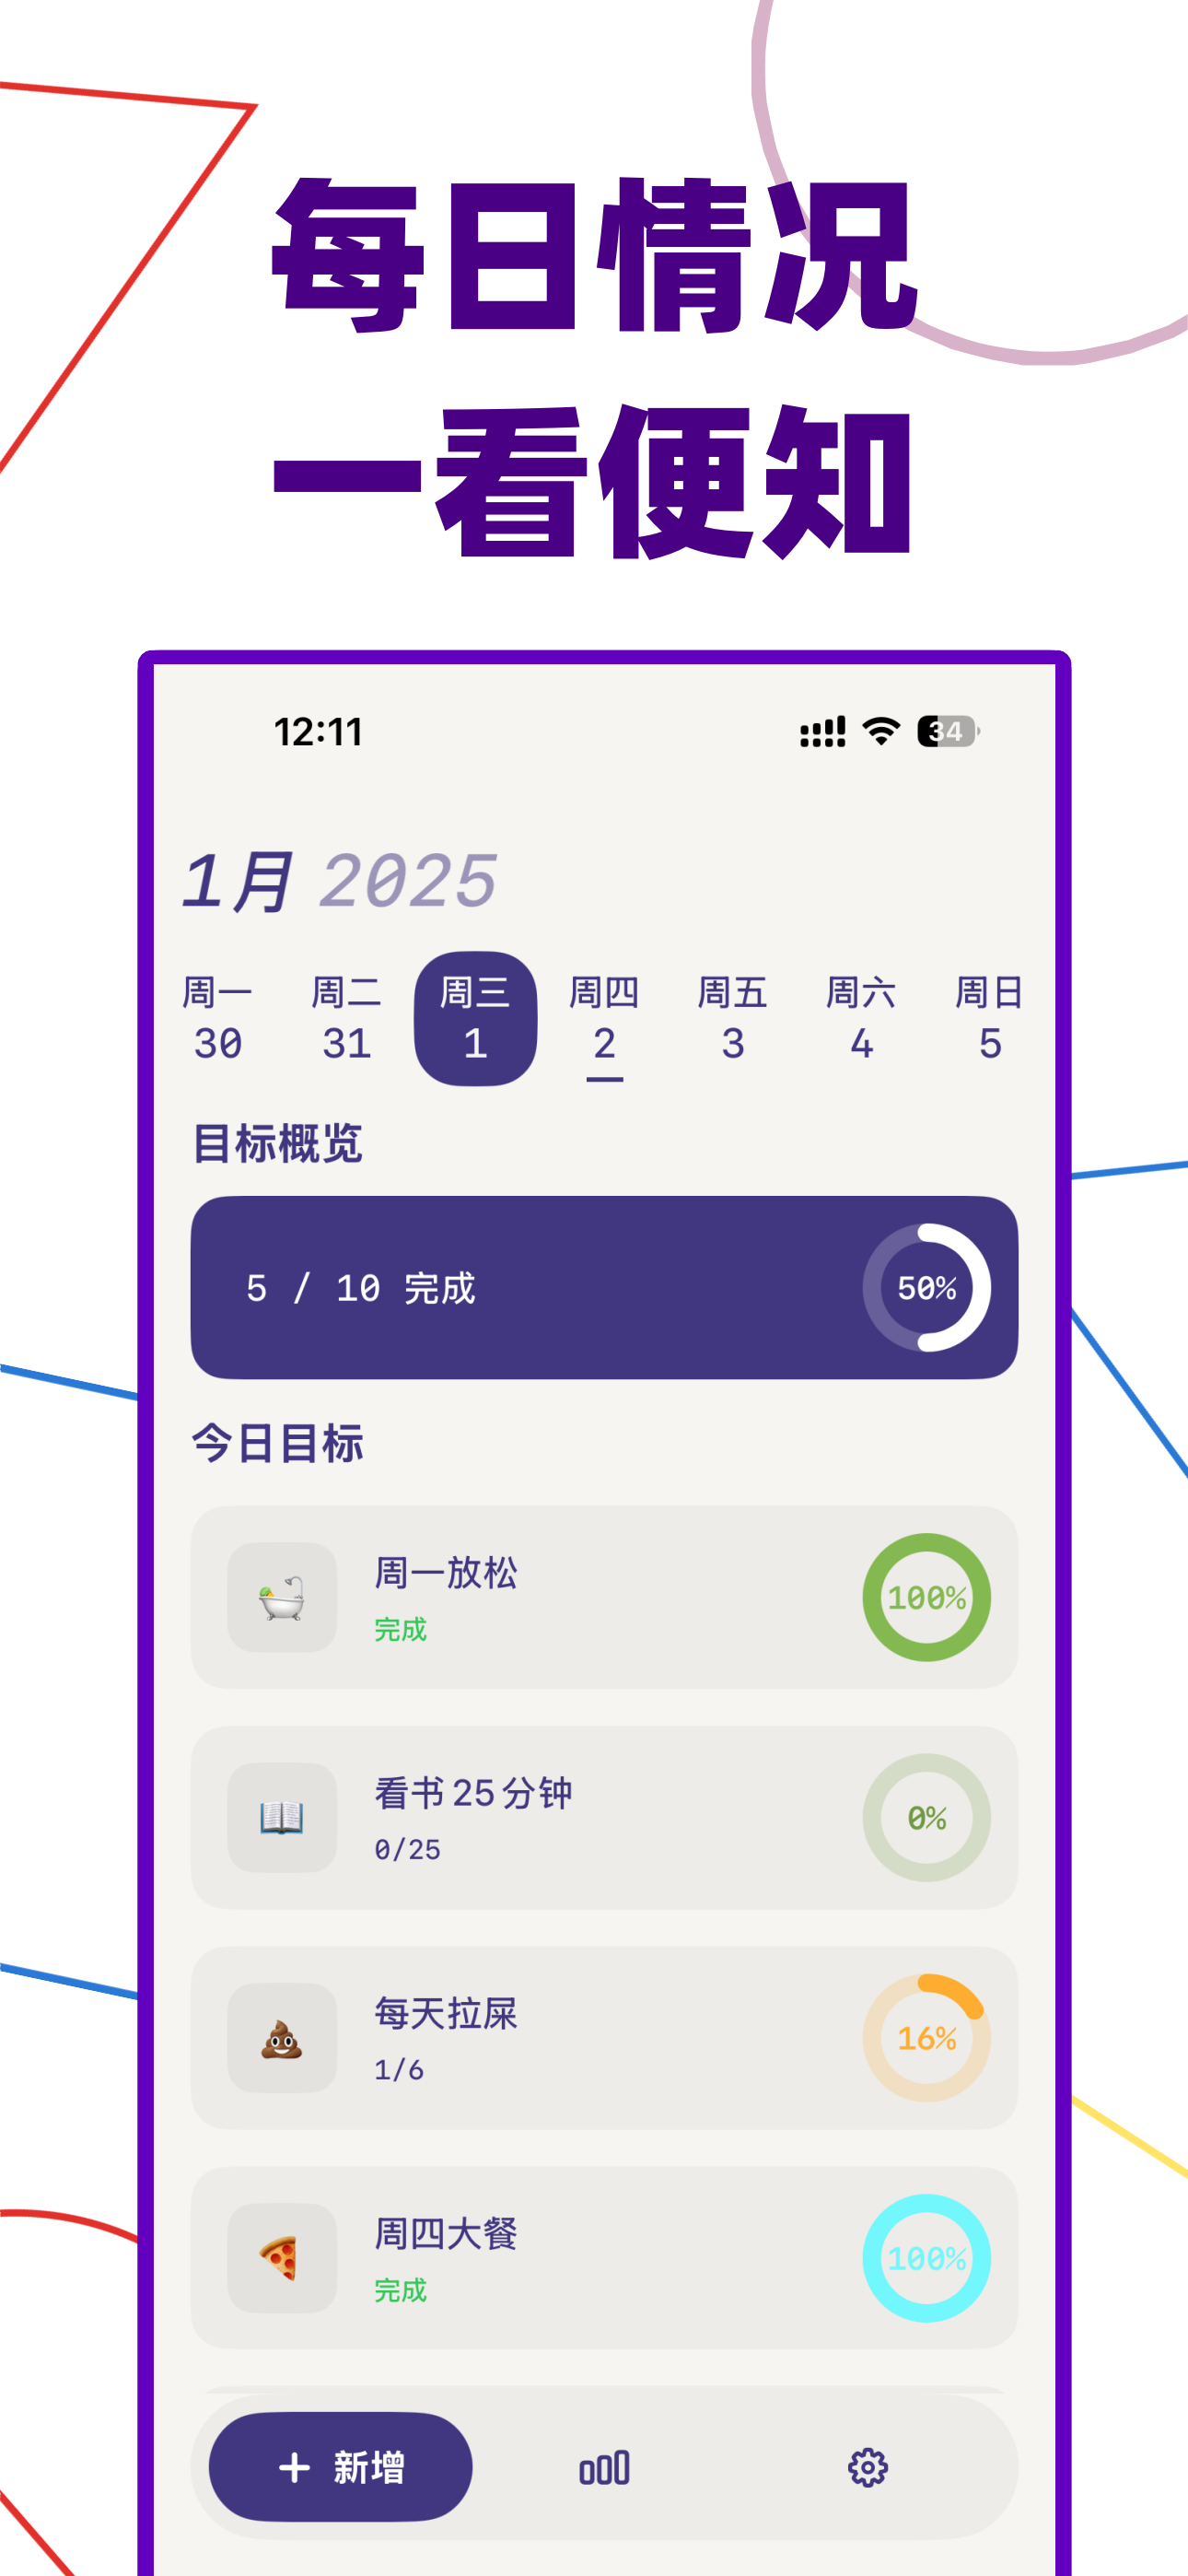 每日情况
一看便知
12:11
34
1月 2025
周一 周二 周三 周四 周五 周六 周日
30 31 1 2 3 4 5
目标概览
5 / 10 完成
50%
今日目标
周一放松
完成
100%
看书 25 分钟
0/25
0%
每天拉屎
1/6
16%
周四大餐
完成
100%
+ 新增